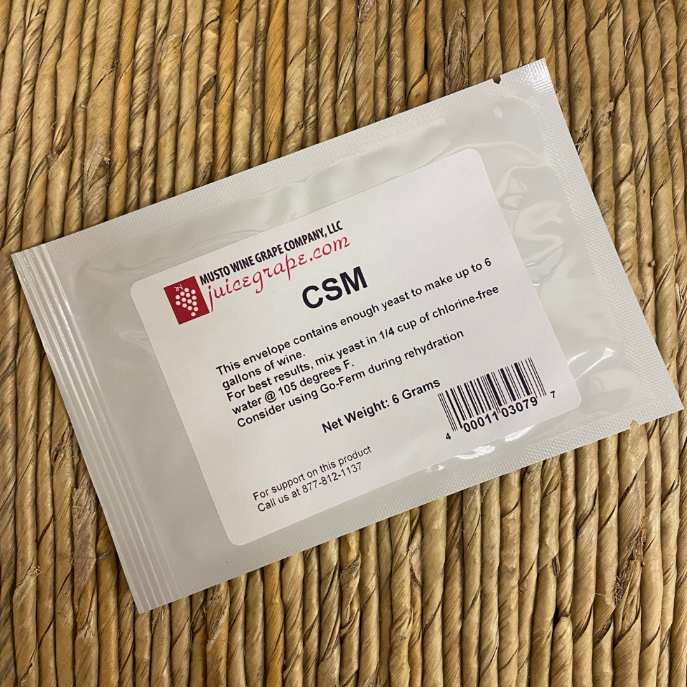 MUSTO WINE GRAPE COMPANY, LLC
juicegrape.com
CSM
This envelope contains enough yeast to make up to 6
gallons of wine.
For best results, mix yeast in 1/4 cup of chlorine-free
water @ 105 degrees F.
Consider using Go-Ferm during rehydration
Net Weight: 6 Grams
4 00011 03079 7
For support on this product
Call us at 877-812-1137